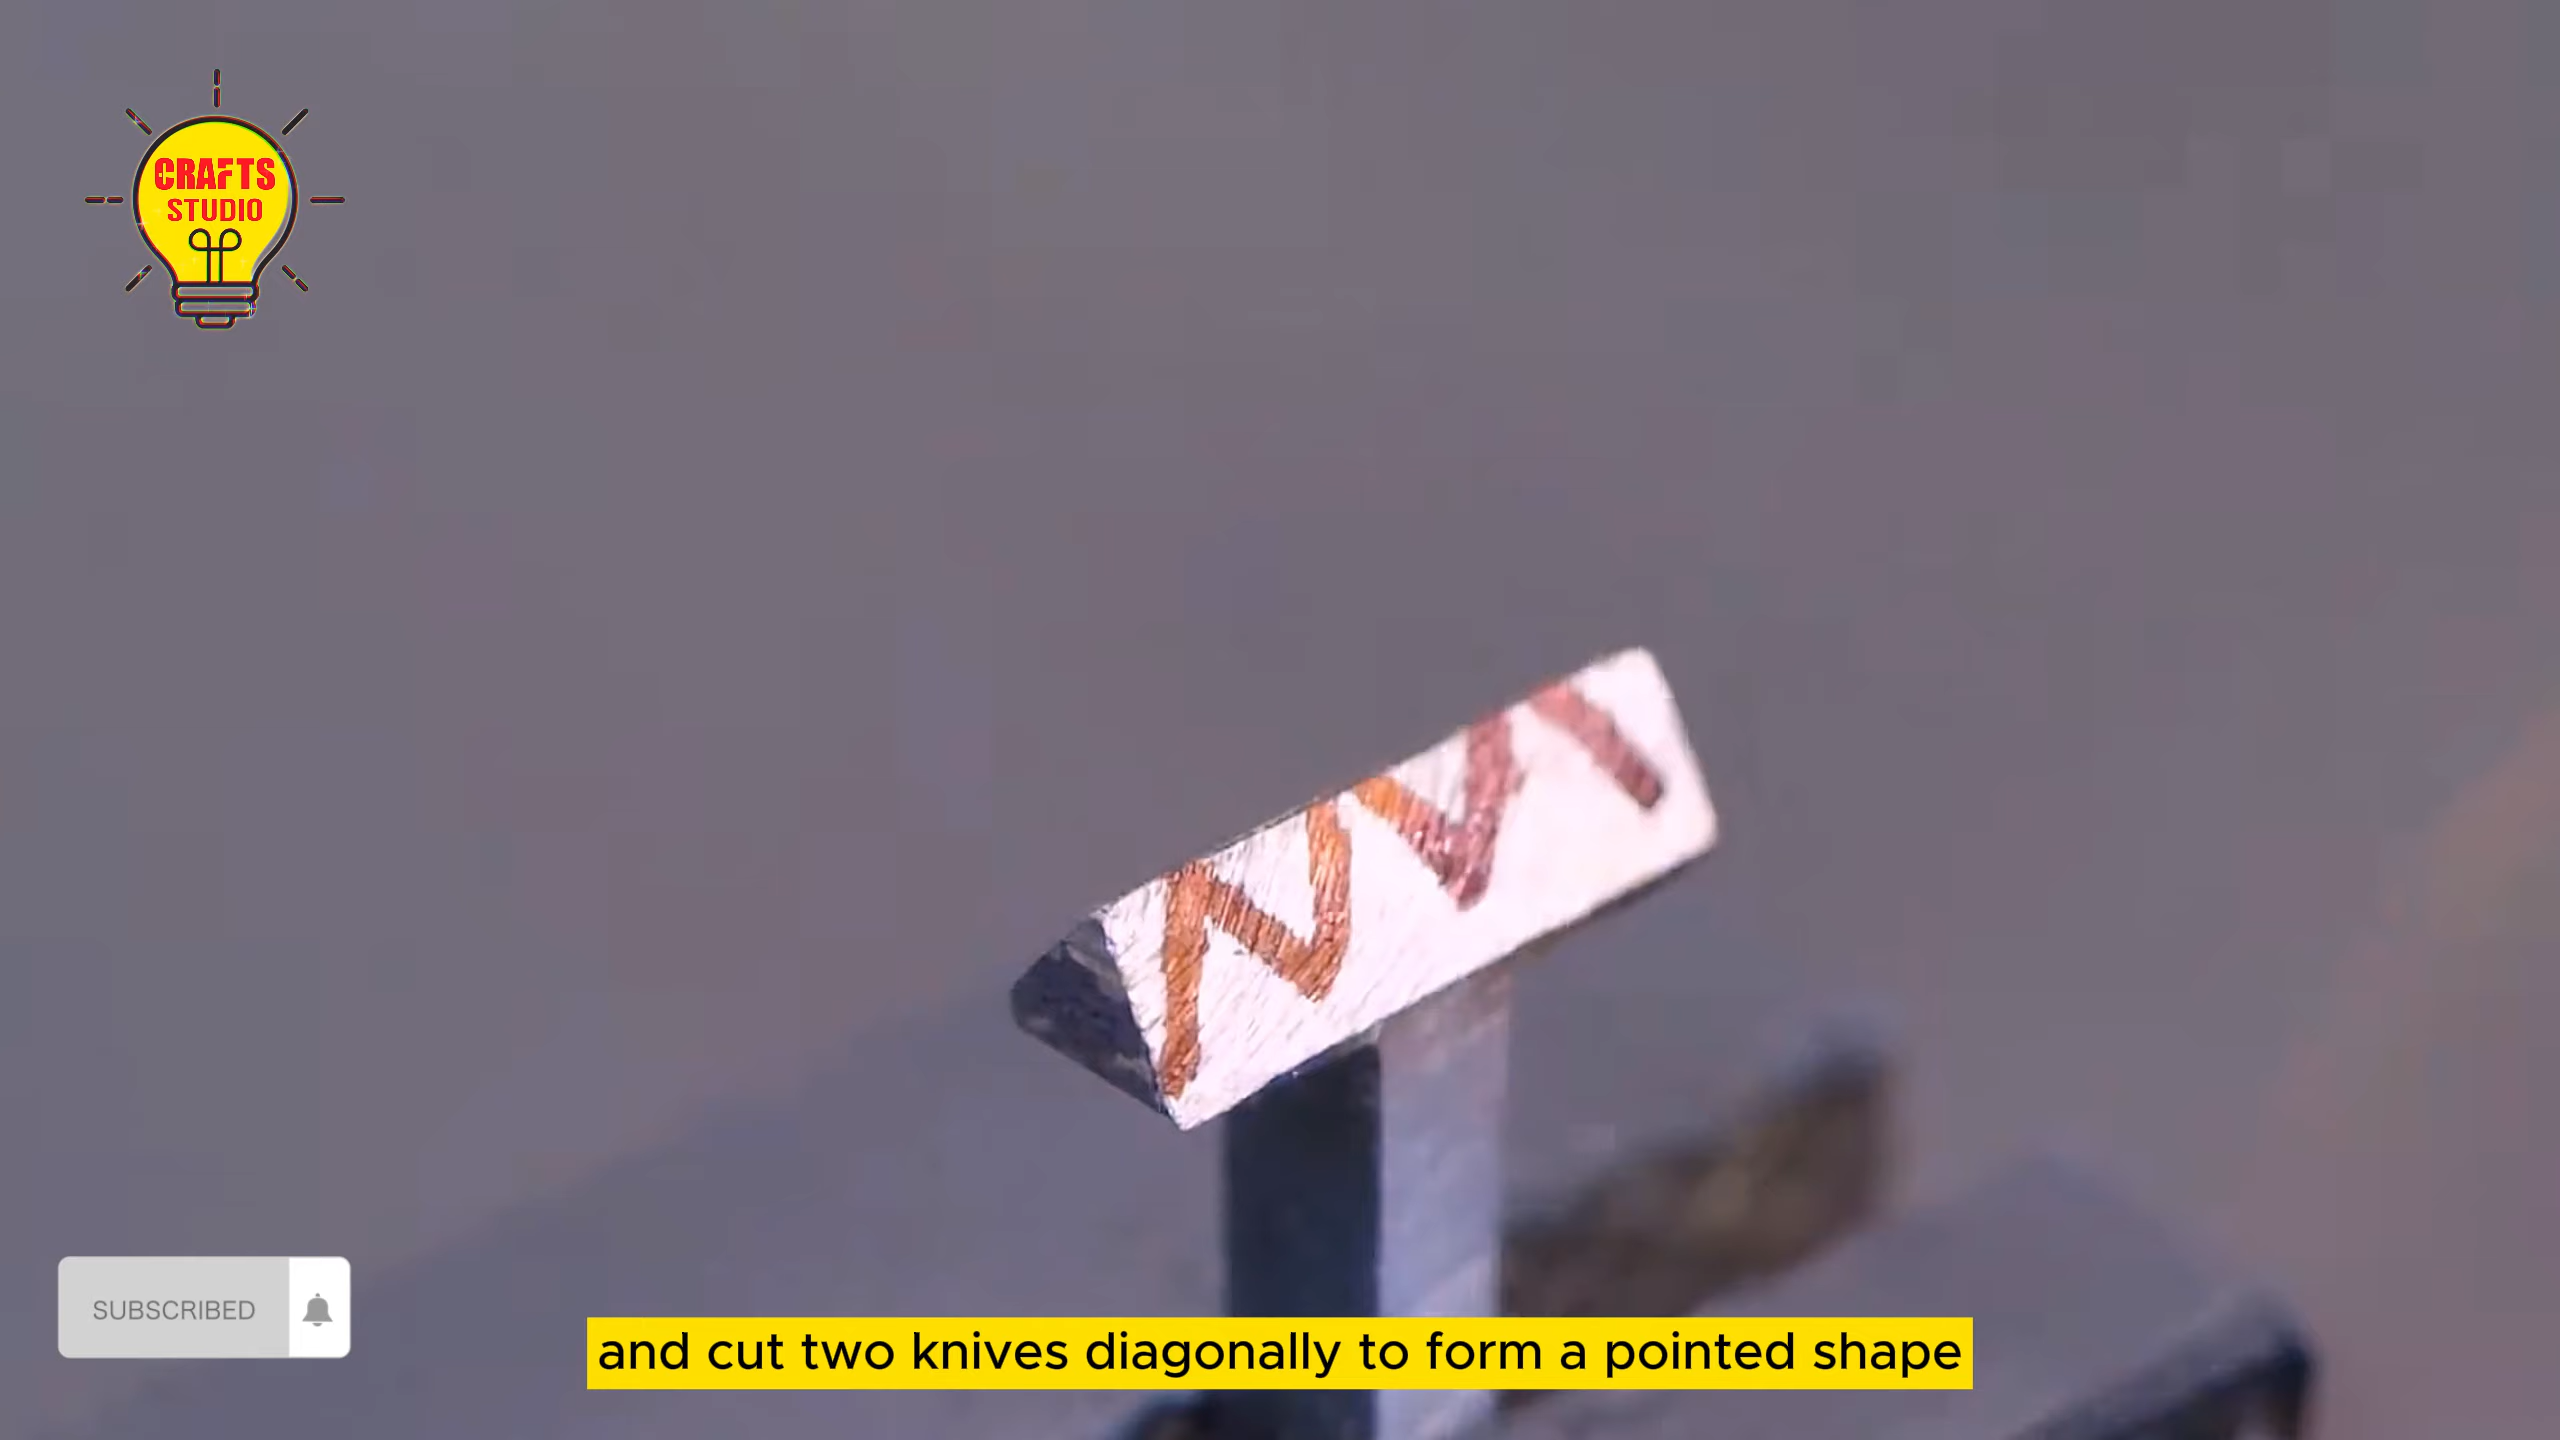 CRAFTS
STUDIO
SUBSCRIBED
and cut two knives diagonally to form a pointed shape